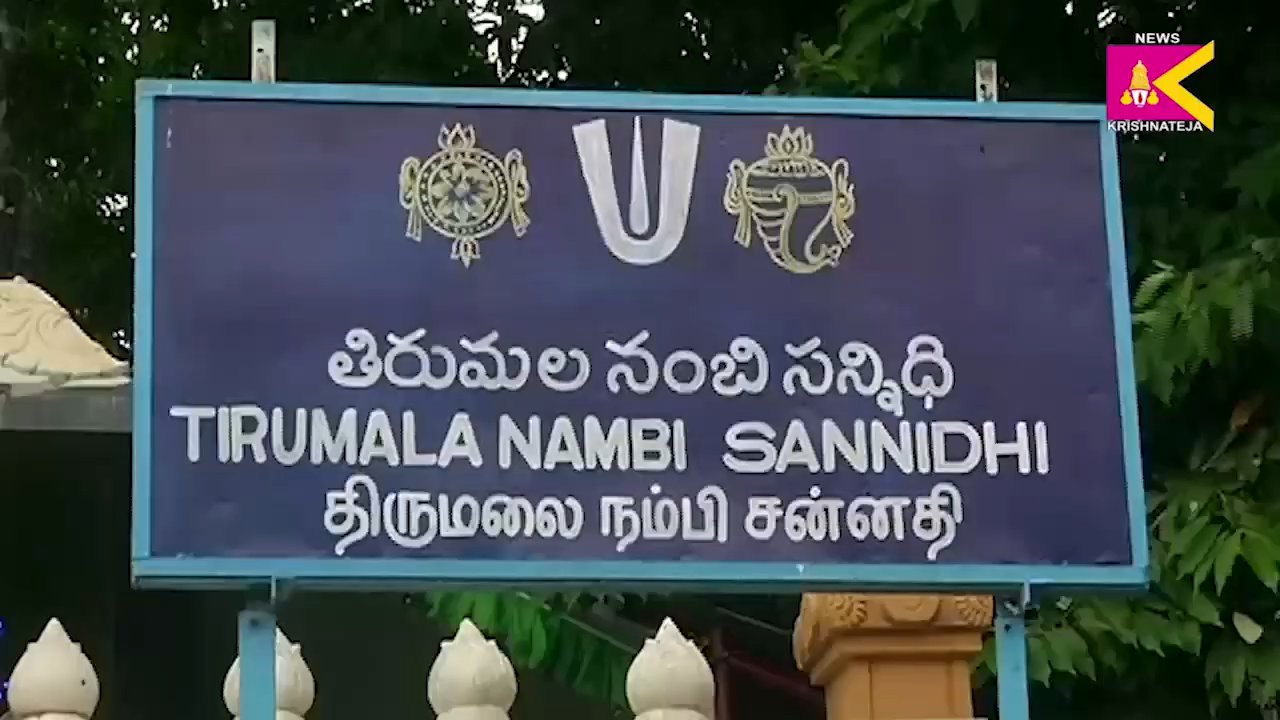 NEWS
KRISHNATEJA
తిరుమల నంబి సన్నిధి
TIRUMALA NAMBI SANNIDHI
திருமலை நம்பி சன்னதி